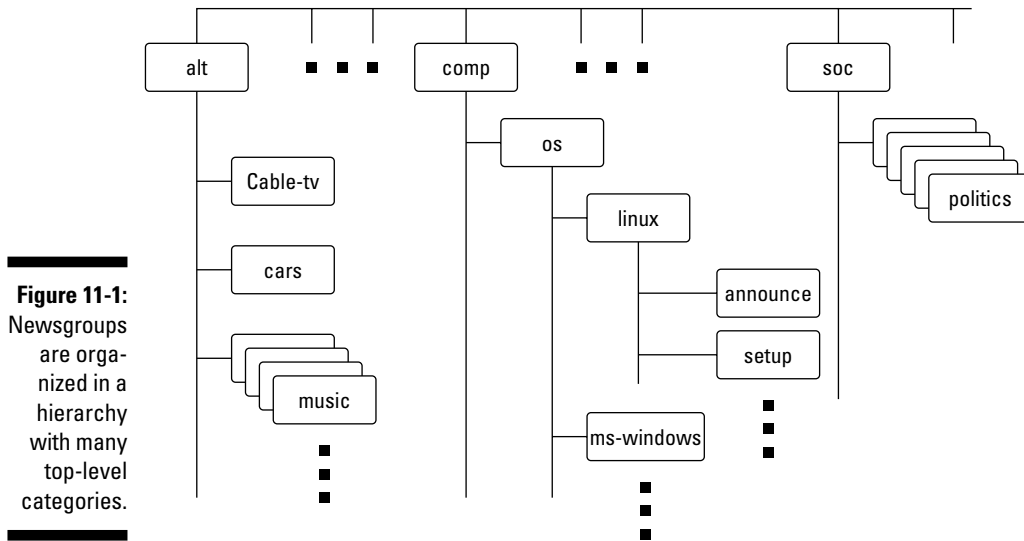 alt
comp
soc
os
Cable-tv
politics
linux
cars
announce
setup
music
ms-windows
Figure 11-1:
Newsgroups
are orga-
nized in a
hierarchy
with many
top-level
categories.